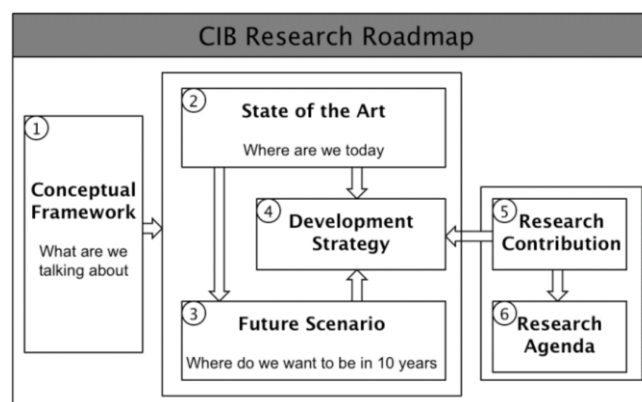 CIB Research Roadmap
1
Conceptual
Framework
What are we
talking about
2
State of the Art
Where are we today
4
Development
Strategy
3
Future Scenario
Where do we want to be in 10 years
5
Research
Contribution
6
Research
Agenda